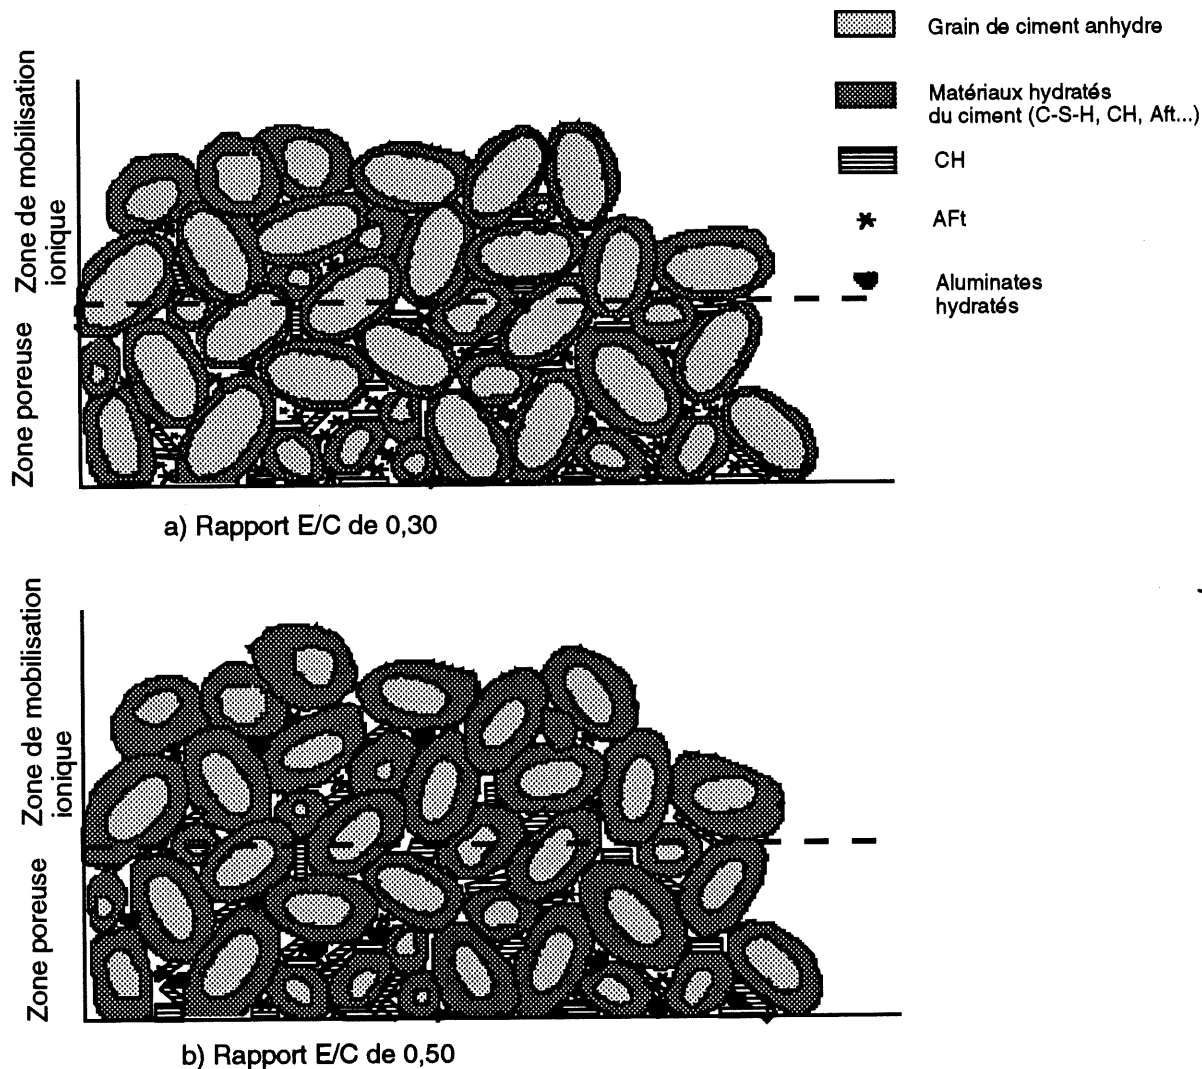 Grain de ciment anhydre
Matériaux hydratés
du ciment (C-S-H, CH, Aft...)
CH
AFt
Aluminates
hydratés
Zone de mobilisation
ionique
Zone poreuse
a) Rapport E/C de 0,30
Zone de mobilisation
ionique
Zone poreuse
b) Rapport E/C de 0,50